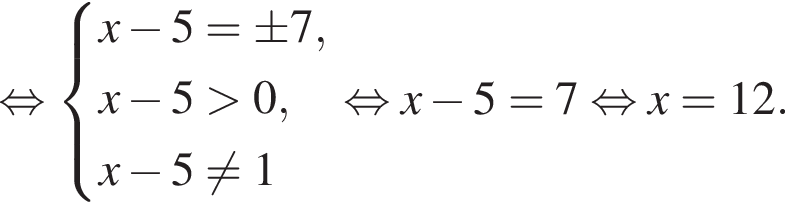 ⇔ { x − 5 = ±7,
x − 5 > 0, ⇔ x − 5 = 7 ⇔ x = 12.
x − 5 ≠ 1